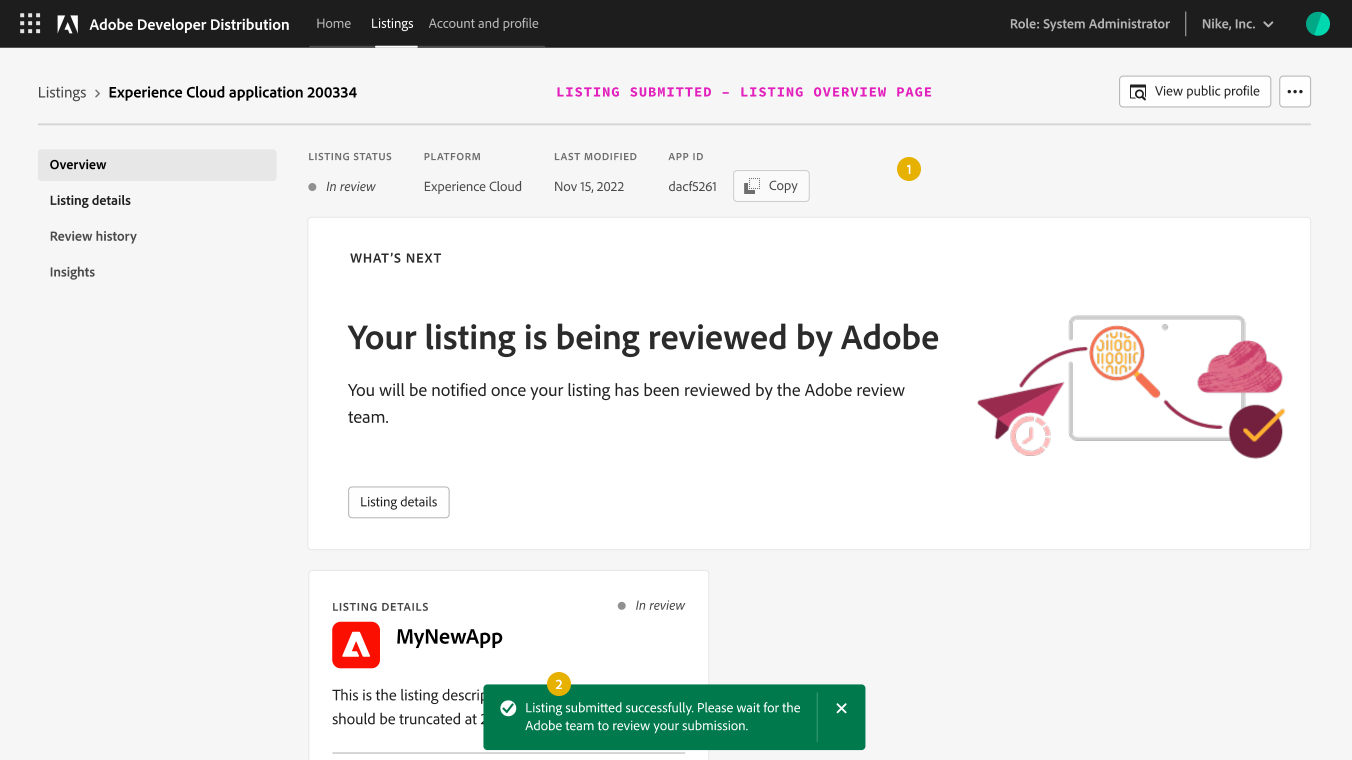 Adobe Developer Distribution
Home
Listings
Account and profile
Role: System Administrator
Nike, Inc.
Listings › Experience Cloud application 200334
LISTING SUBMITTED – LISTING OVERVIEW PAGE
View public profile
Overview
Listing details
Review history
Insights
LISTING STATUS
In review
PLATFORM
Experience Cloud
LAST MODIFIED
Nov 15, 2022
APP ID
dacf5261
Copy
1
WHAT'S NEXT
Your listing is being reviewed by Adobe
You will be notified once your listing has been reviewed by the Adobe review
team.
Listing details
LISTING DETAILS
In review
MyNewApp
This is the listing descrip
should be truncated at 2
2
Listing submitted successfully. Please wait for the
Adobe team to review your submission.